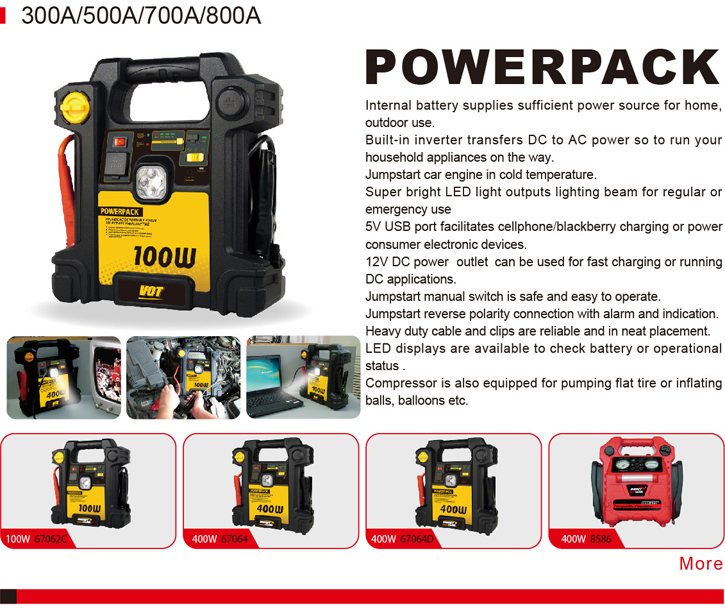 300A/500A/700A/800A
POWERPACK
Internal battery supplies sufficient power source for home,
outdoor use.
Built-in inverter transfers DC to AC power so to run your
household appliances on the way.
Jumpstart car engine in cold temperature.
Super bright LED light outputs lighting beam for regular or
emergency use
5V USB port facilitates cellphone/blackberry charging or power
consumer electronic devices.
12V DC power outlet can be used for fast charging or running
DC applications.
Jumpstart manual switch is safe and easy to operate.
Jumpstart reverse polarity connection with alarm and indication.
Heavy duty cable and clips are reliable and in neat placement.
LED displays are available to check battery or operational
status .
Compressor is also equipped for pumping flat tire or inflating
balls, balloons etc.
POWERPACK
100W
VOT
400W
100W
100W
100W
400W
400W
100W 67062C
400W 67064
400W 67064D
400W 8586
More